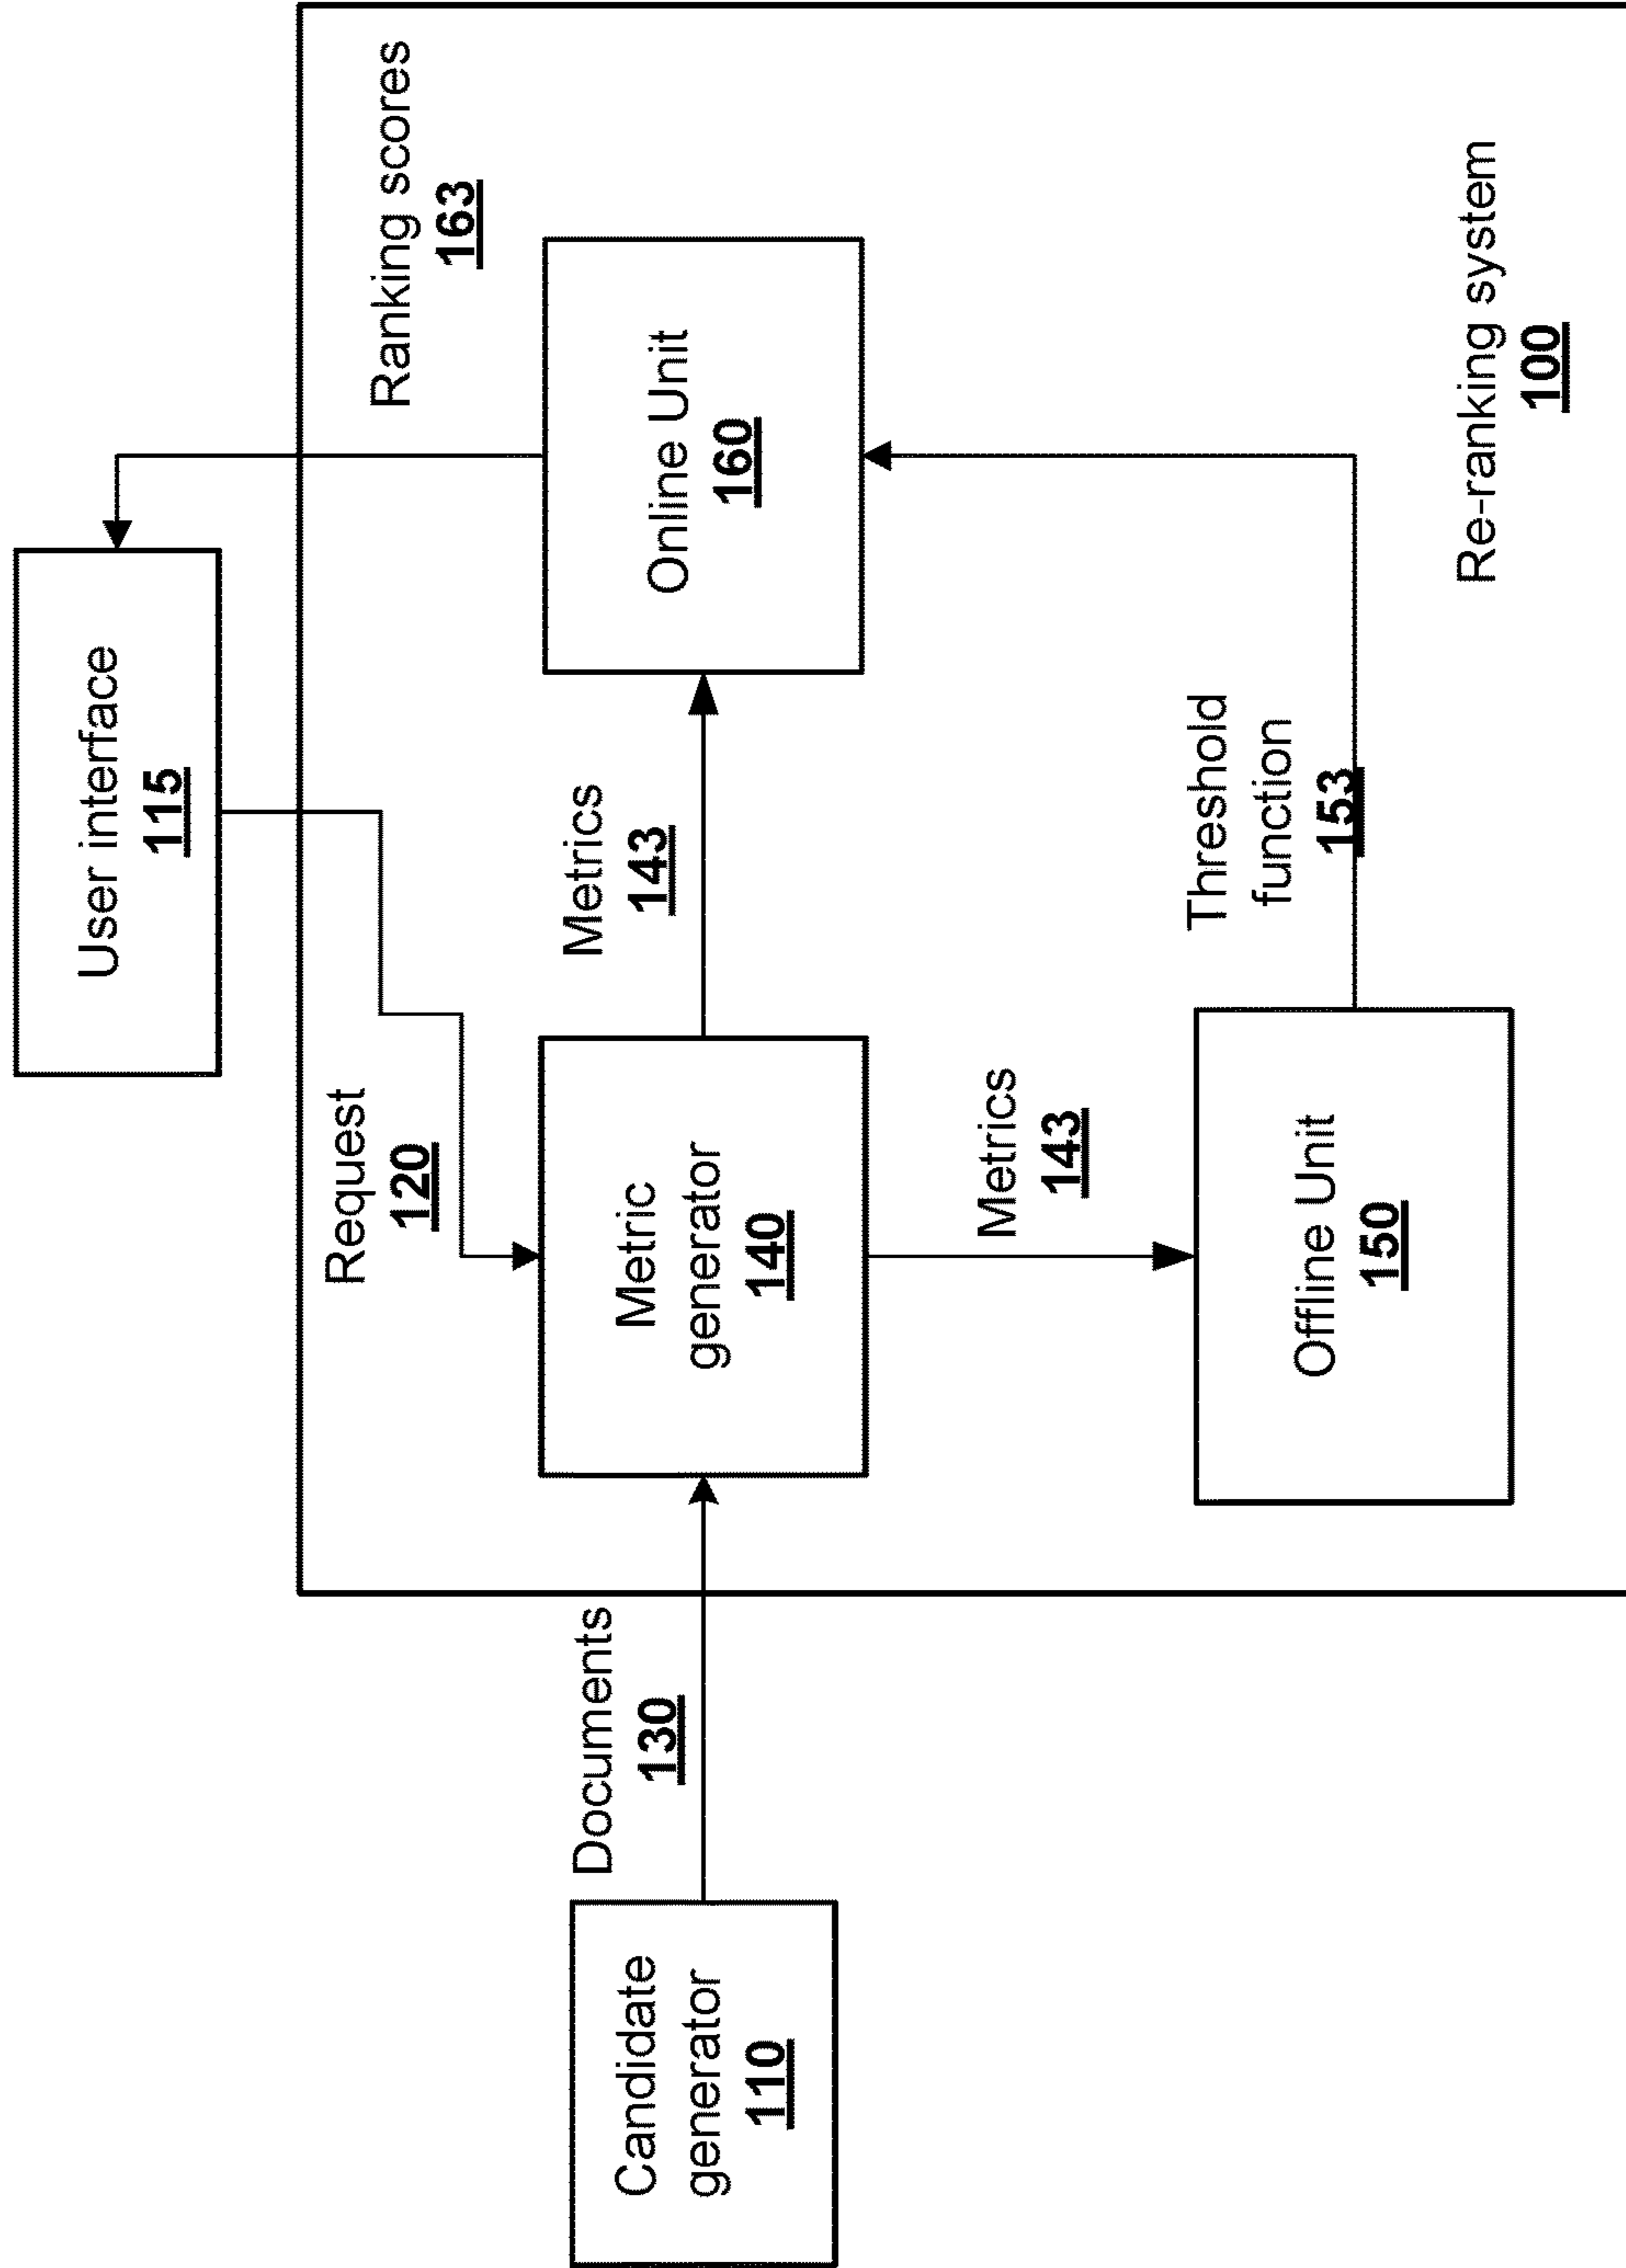 User interface
115
Request
120
Ranking scores
163
Candidate
generator
110
Documents
130
Metric
generator
140
Metrics
143
Online Unit
160
Metrics
143
Offline Unit
150
Threshold
function
153
Re-ranking system
100